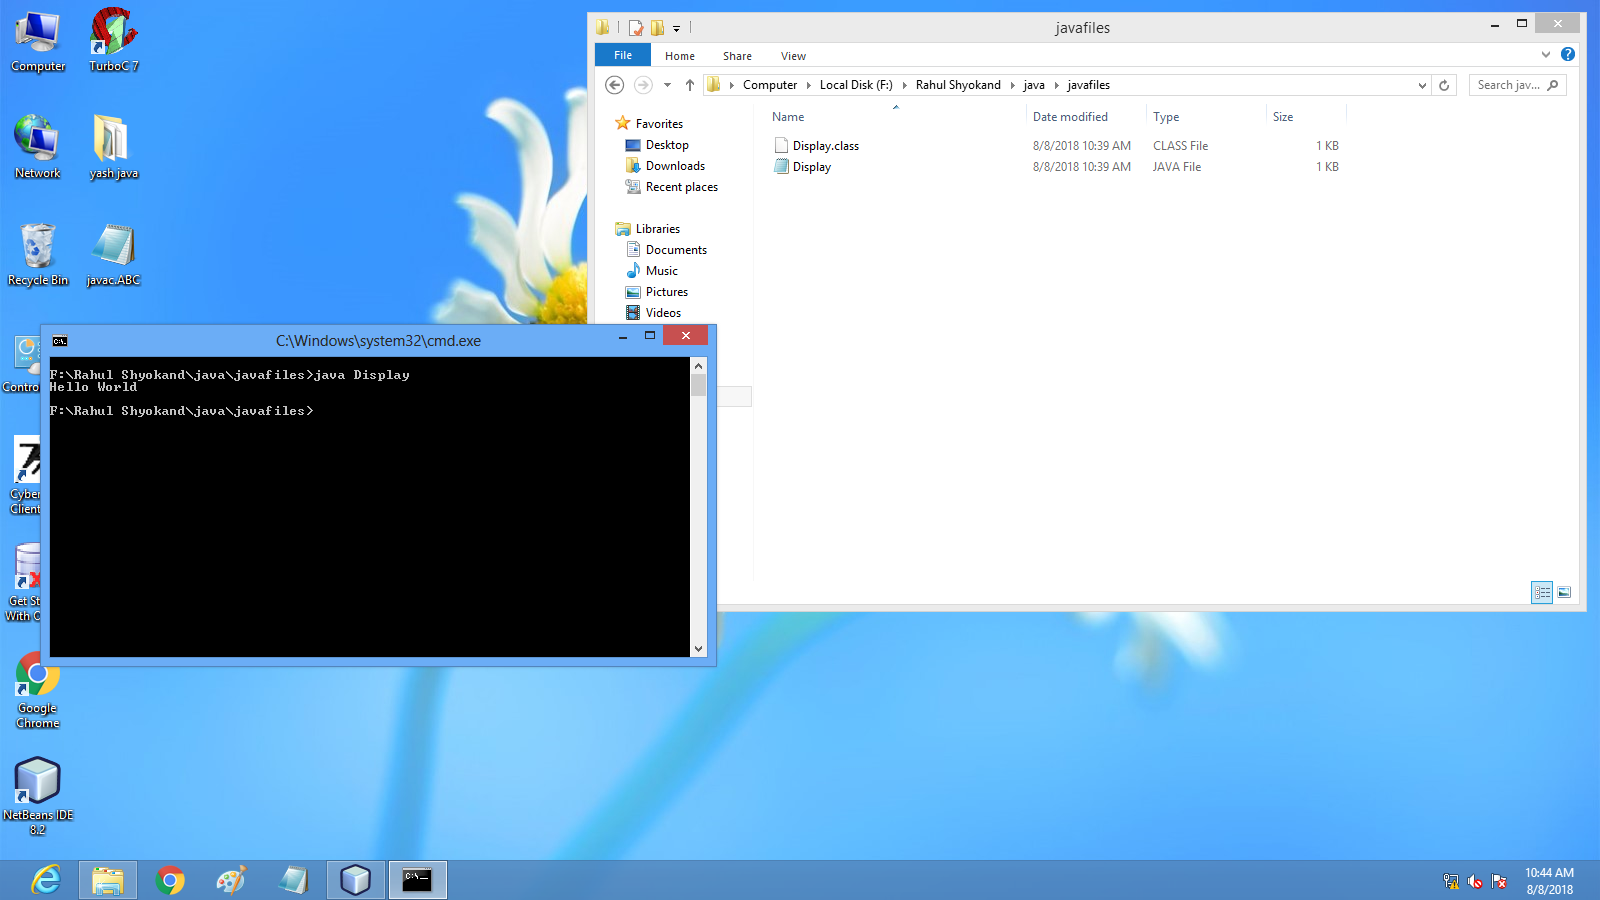 Computer
TurboC 7
Network
yash java
Recycle Bin
javac.ABC
Cyber
Client
With O
Google
Chrome
NetBeans IDE
8.2
javafiles
File
Home
Share
View
Computer
Local Disk (F:)
Rahul Shyokand
java
javafiles
Search jav...
Favorites
Desktop
Downloads
Recent places
Libraries
Documents
Music
Pictures
Videos
Name
Date modified
Type
Size
Display.class
8/8/2018 10:39 AM
CLASS File
1 KB
Display
8/8/2018 10:39 AM
JAVA File
1 KB
C:\Windows\system32\cmd.exe
F:\Rahul Shyokand\java\javafiles>java Display
Hello World
F:\Rahul Shyokand\java\javafiles>
10:44 AM
8/8/2018